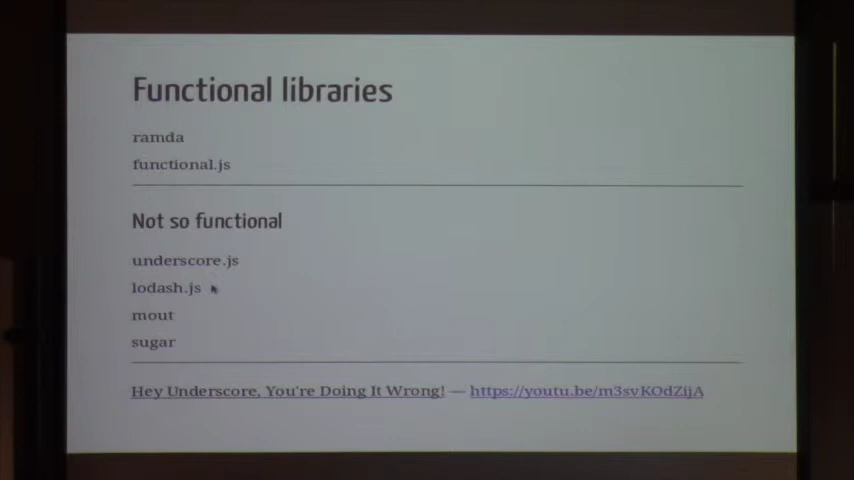 Functional libraries
ramda
functional.js
Not so functional
underscore.js
lodash.js
mout
sugar
Hey Underscore, You're Doing It Wrong! — https://youtu.be/m3svKOdZijA